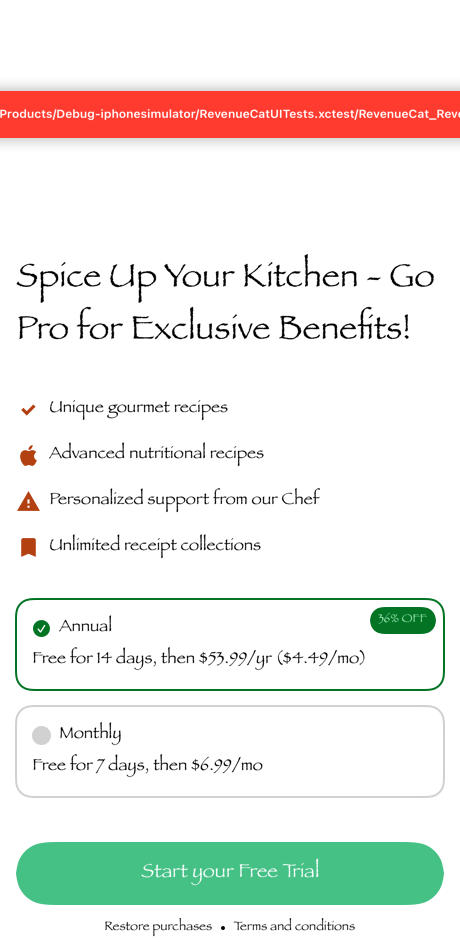 Products/Debug-iphonesimulator/RevenueCatUITests.xctest/RevenueCat_Reve
Spice Up Your Kitchen - Go
Pro for Exclusive Benefits!
Unique gourmet recipes
Advanced nutritional recipes
Personalized support from our Chef
Unlimited receipt collections
36% OFF
Annual
Free for 14 days, then $53.99/yr ($4.49/mo)
Monthly
Free for 7 days, then $6.99/mo
Start your Free Trial
Restore purchases • Terms and conditions